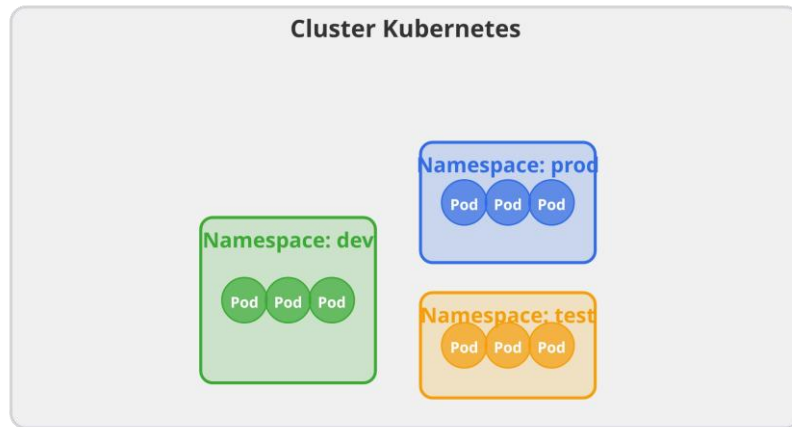 Cluster Kubernetes
Namespace: prod
Pod Pod Pod
Namespace: dev
Pod Pod Pod
Namespace: test
Pod Pod Pod